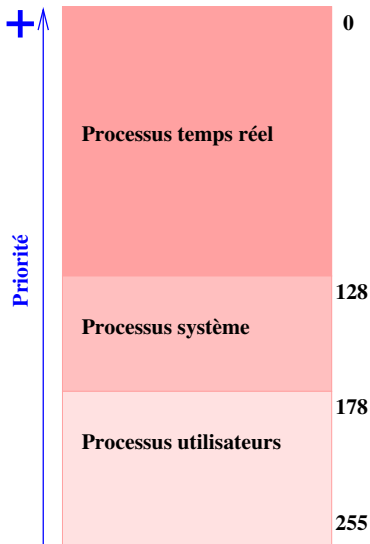 +
0
Processus temps réel
Priorité
128
Processus système
178
Processus utilisateurs
255